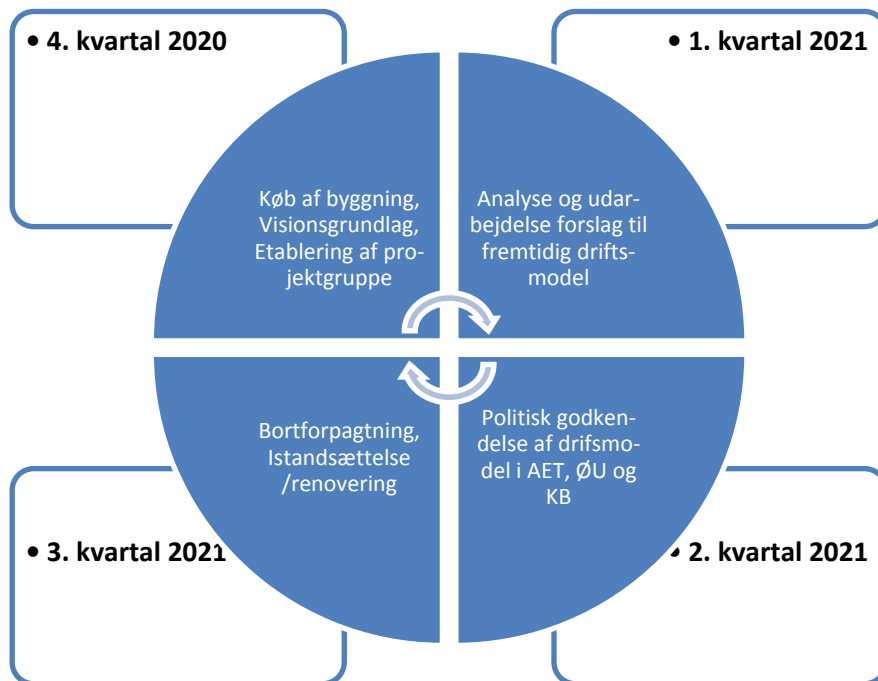 • 4. kvartal 2020
• 1. kvartal 2021
Køb af byggning,
Visionsgrundlag,
Etablering af pro-
jektgruppe
Analyse og udar-
bejdelse forslag til
fremtidig drifts-
model
Bortforpagtning,
Istandsættelse
/renovering
Politisk godken-
delse af drifsmo-
del i AET, ØU og
KB
• 3. kvartal 2021
• 2. kvartal 2021